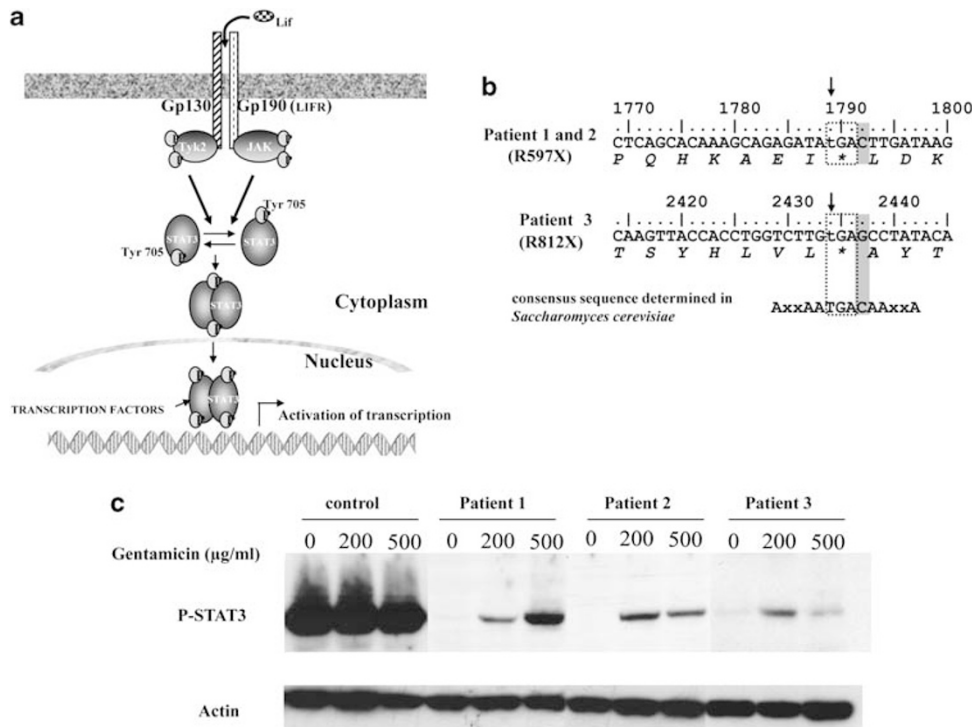 a
Lif
Gp130 Gp190 (LIFR)
Tyk2 JAK
Tyr 705
STAT3 STAT3
Tyr 705
STAT3
Cytoplasm
Nucleus
STAT3
TRANSCRIPTION FACTORS
Activation of transcription
b
1770 1780 1790 1800
Patient 1 and 2
(R597X)
CTCAGCACAAAGCAGAGATAtGACTTGATAAG
P Q H K A E I * L D K
2420 2430 2440
Patient 3
(R812X)
CAAGTTACCACCTGGTCTTGtGAGCCTATACA
T S Y H L V L * A Y T
consensus sequence determined in
Saccharomyces cerevisiae
AxxAATGACAAxxA
c
control Patient 1 Patient 2 Patient 3
Gentamicin (µg/ml) 0 200 500 0 200 500 0 200 500 0 200 500
P-STAT3
Actin